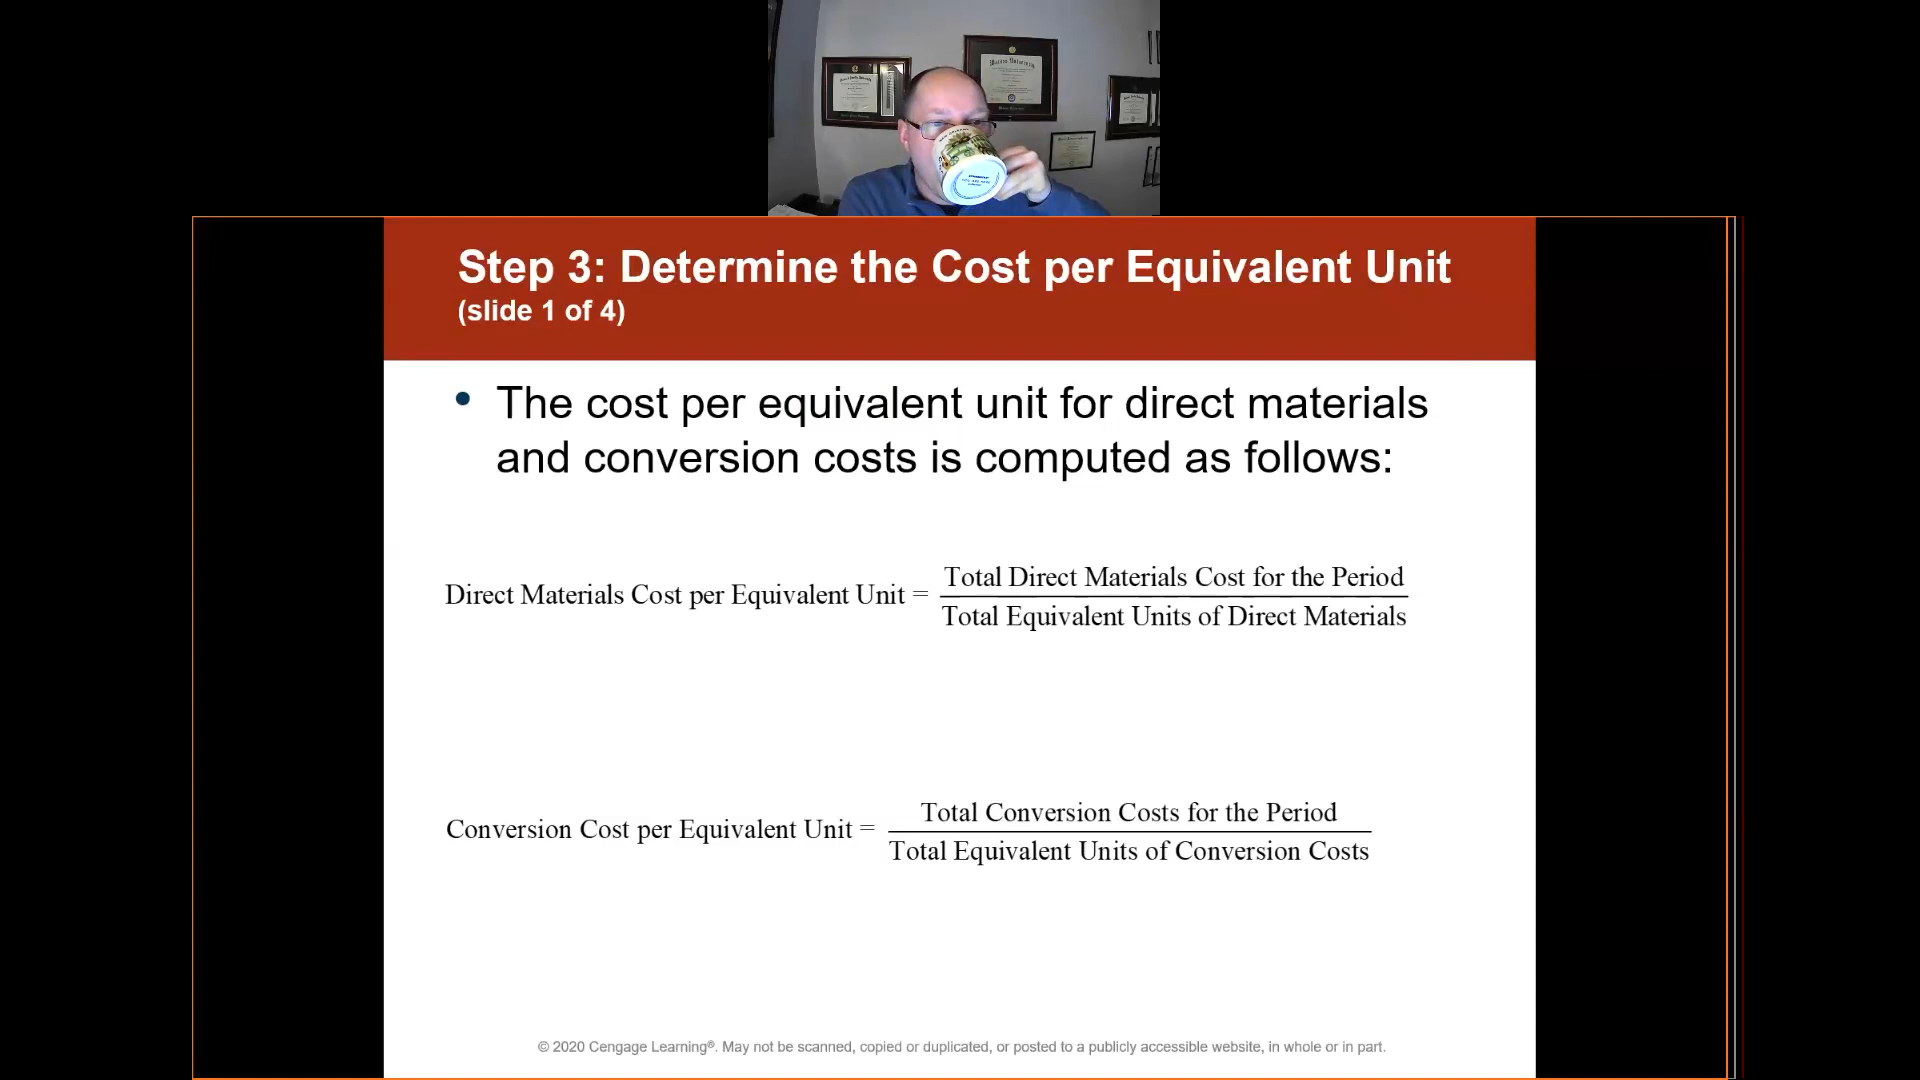 Step 3: Determine the Cost per Equivalent Unit
(slide 1 of 4)
• The cost per equivalent unit for direct materials
and conversion costs is computed as follows:
Direct Materials Cost per Equivalent Unit = Total Direct Materials Cost for the Period
Total Equivalent Units of Direct Materials
Conversion Cost per Equivalent Unit = Total Conversion Costs for the Period
Total Equivalent Units of Conversion Costs
© 2020 Cengage Learning®. May not be scanned, copied or duplicated, or posted to a publicly accessible website, in whole or in part.